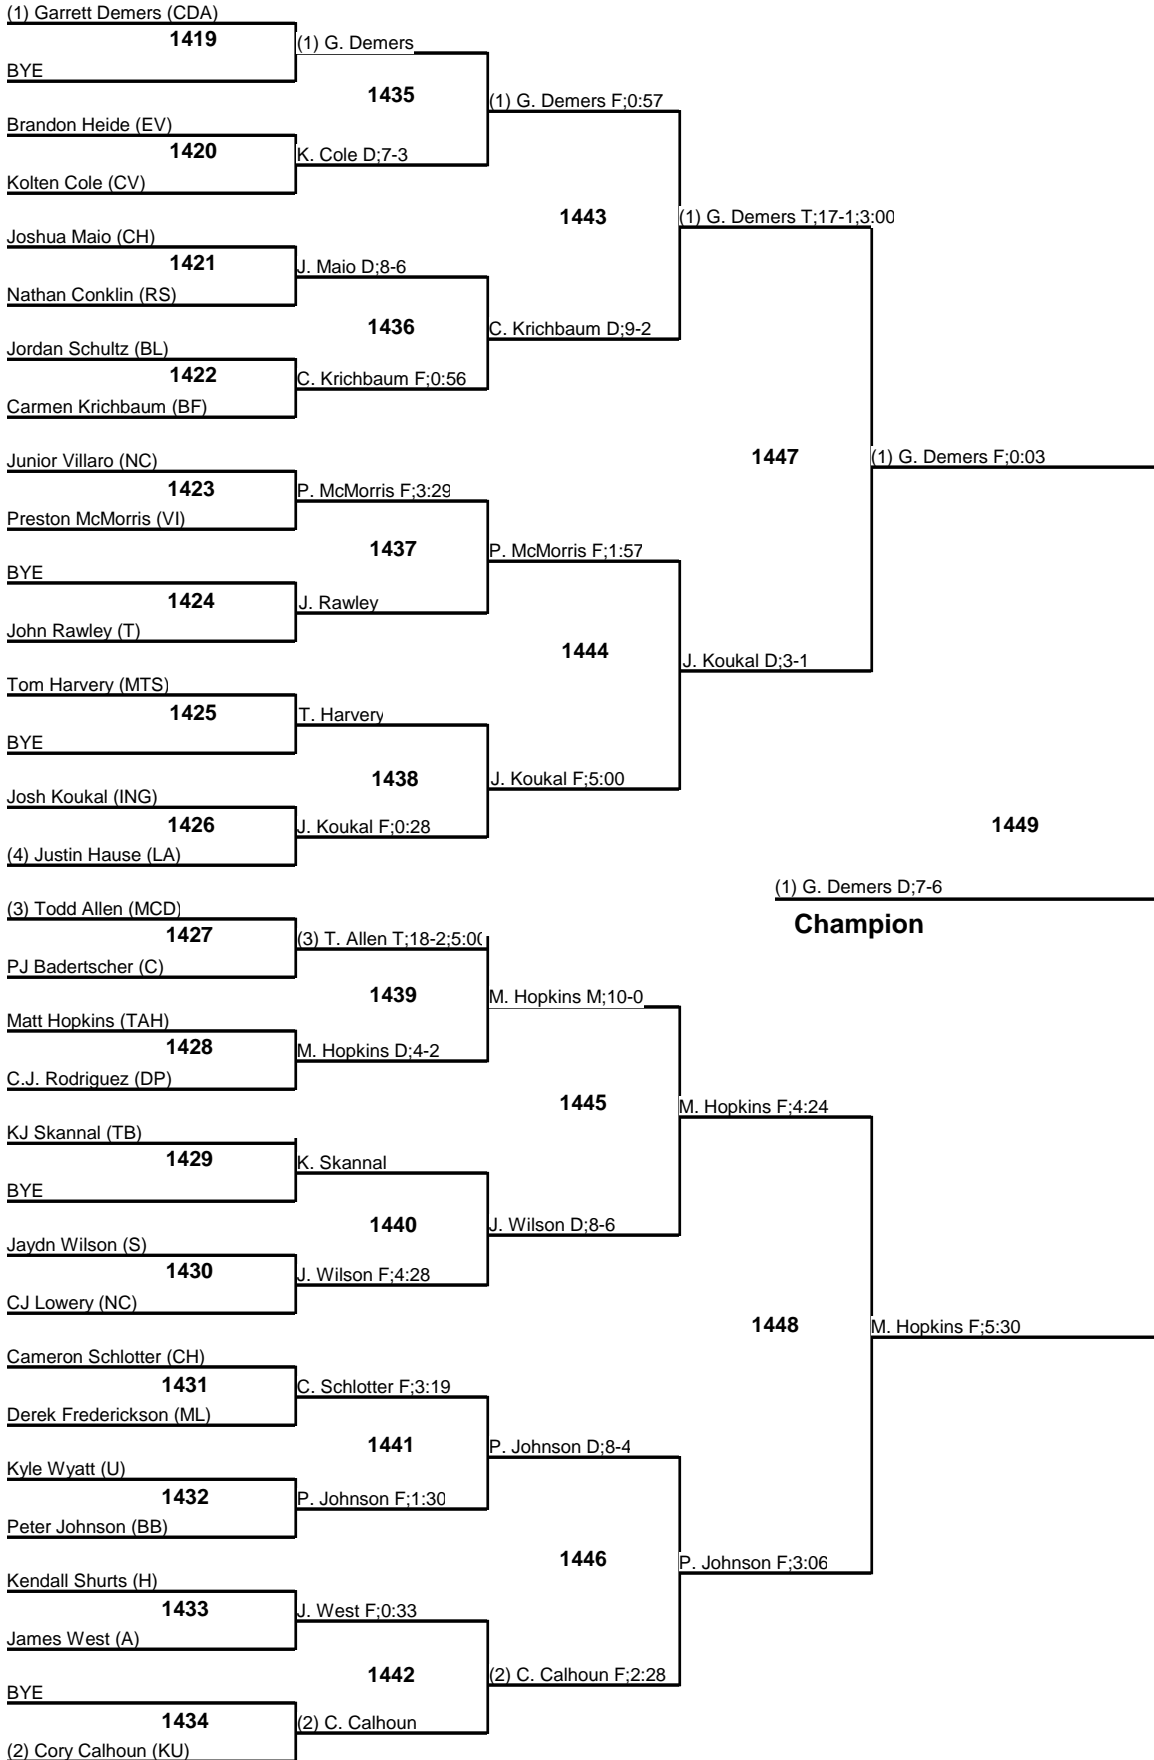 (1) Garrett Demers (CDA)
1419
(1) G. Demers
BYE
1435
(1) G. Demers F;0:57
Brandon Heide (EV)
1420
K. Cole D;7-3
Kolten Cole (CV)
1443
(1) G. Demers T;17-1;3:00
Joshua Maio (CH)
1421
J. Maio D;8-6
Nathan Conklin (RS)
1436
C. Krichbaum D;9-2
Jordan Schultz (BL)
1422
C. Krichbaum F;0:56
Carmen Krichbaum (BF)
1447
(1) G. Demers F;0:03
Junior Villaro (NC)
1423
P. McMorris F;3:29
Preston McMorris (VI)
1437
P. McMorris F;1:57
BYE
1424
J. Rawley
John Rawley (T)
1444
J. Koukal D;3-1
Tom Harvery (MTS)
1425
T. Harvery
BYE
1438
J. Koukal F;5:00
Josh Koukal (ING)
1426
J. Koukal F;0:28
(4) Justin Hause (LA)
1449
(1) G. Demers D;7-6
Champion
(3) Todd Allen (MCD)
1427
(3) T. Allen T;18-2;5:00
PJ Badertscher (C)
1439
M. Hopkins M;10-0
Matt Hopkins (TAH)
1428
M. Hopkins D;4-2
C.J. Rodriguez (DP)
1445
M. Hopkins F;4:24
KJ Skannal (TB)
1429
K. Skannal
BYE
1440
J. Wilson D;8-6
Jaydn Wilson (S)
1430
J. Wilson F;4:28
CJ Lowery (NC)
1448
M. Hopkins F;5:30
Cameron Schlotter (CH)
1431
C. Schlotter F;3:19
Derek Frederickson (ML)
1441
P. Johnson D;8-4
Kyle Wyatt (U)
1432
P. Johnson F;1:30
Peter Johnson (BB)
1446
P. Johnson F;3:06
Kendall Shurts (H)
1433
J. West F;0:33
James West (A)
1442
(2) C. Calhoun F;2:28
BYE
1434
(2) C. Calhoun
(2) Cory Calhoun (KU)